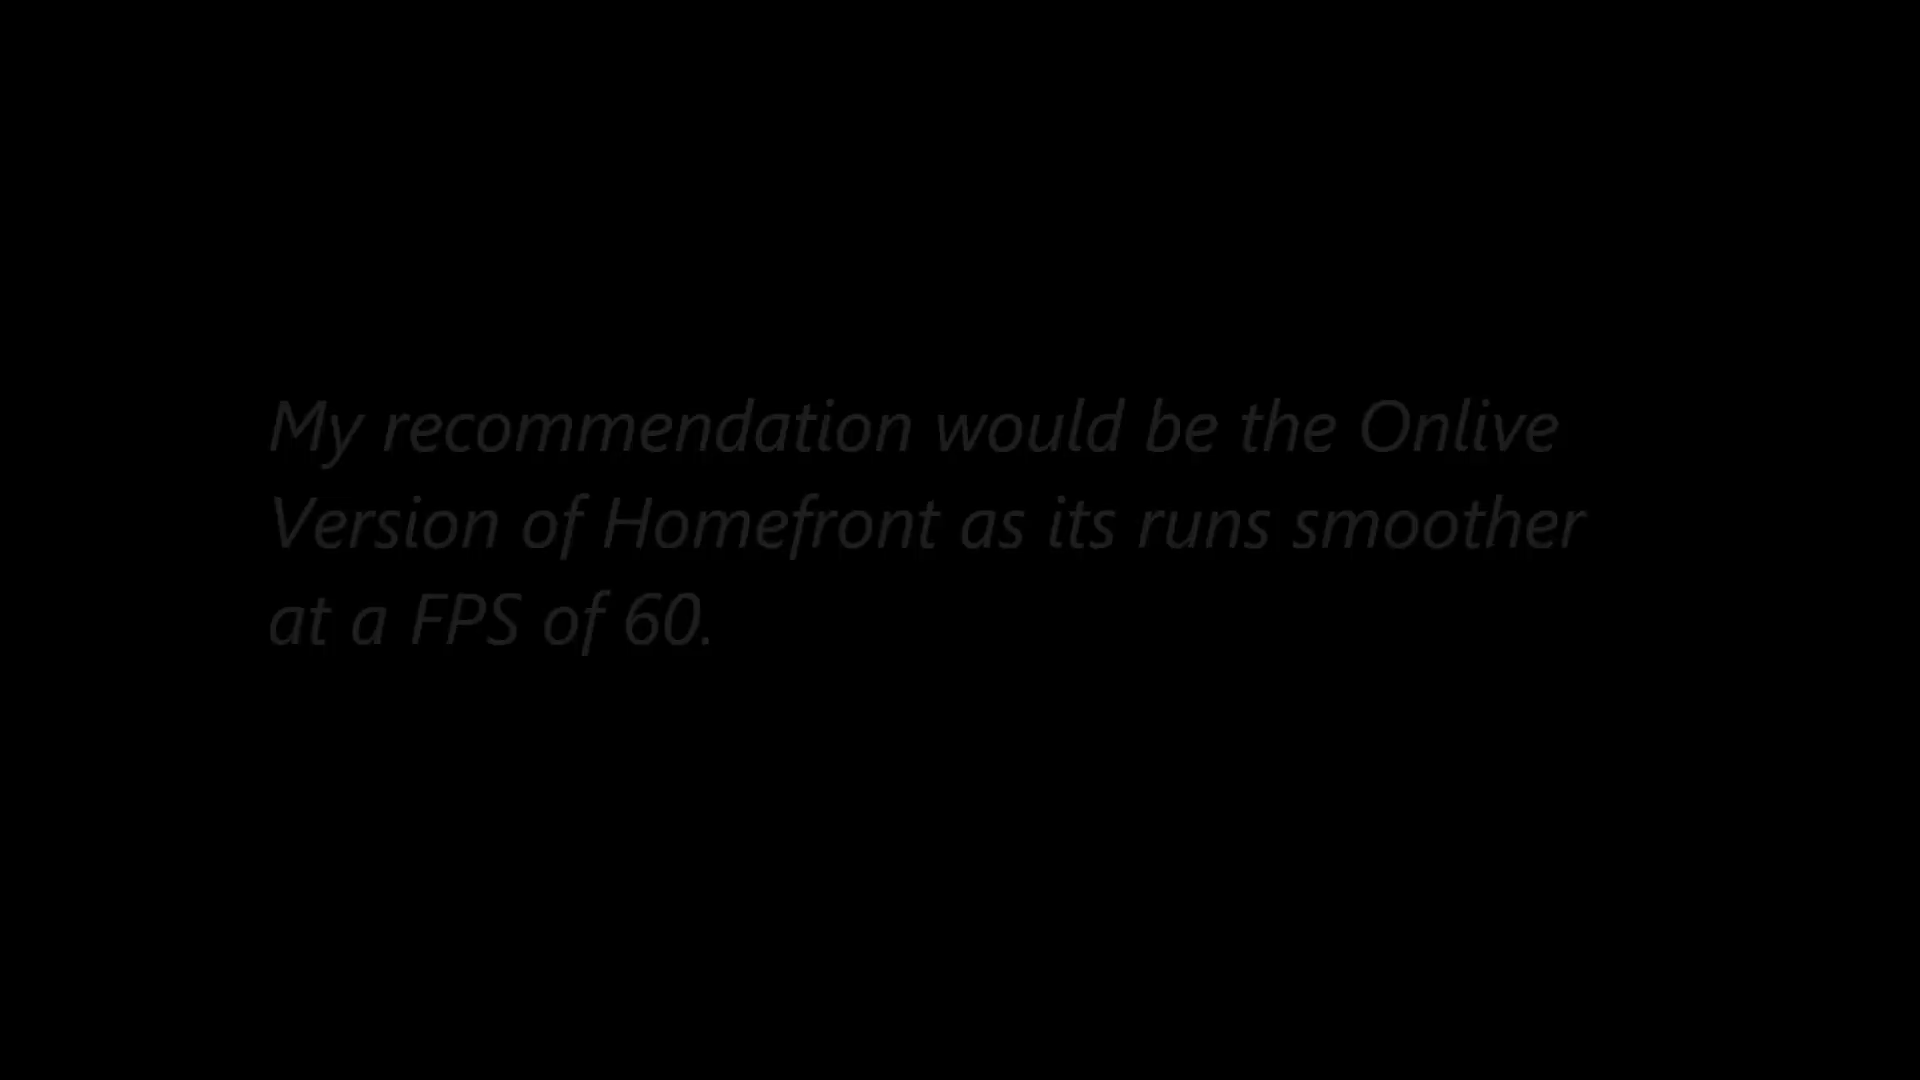 My recommendation would be the Onlive
Version of Homefront as its runs smoother
at a FPS of 60.